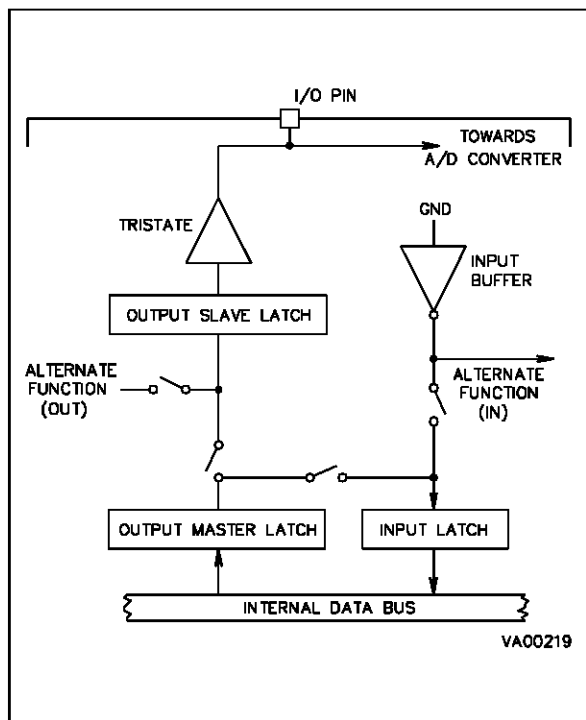 I/O PIN
TOWARDS
A/D CONVERTER
TRISTATE
GND
INPUT
BUFFER
OUTPUT SLAVE LATCH
ALTERNATE
FUNCTION
(OUT)
ALTERNATE
FUNCTION
(IN)
OUTPUT MASTER LATCH
INPUT LATCH
INTERNAL DATA BUS
VA00219